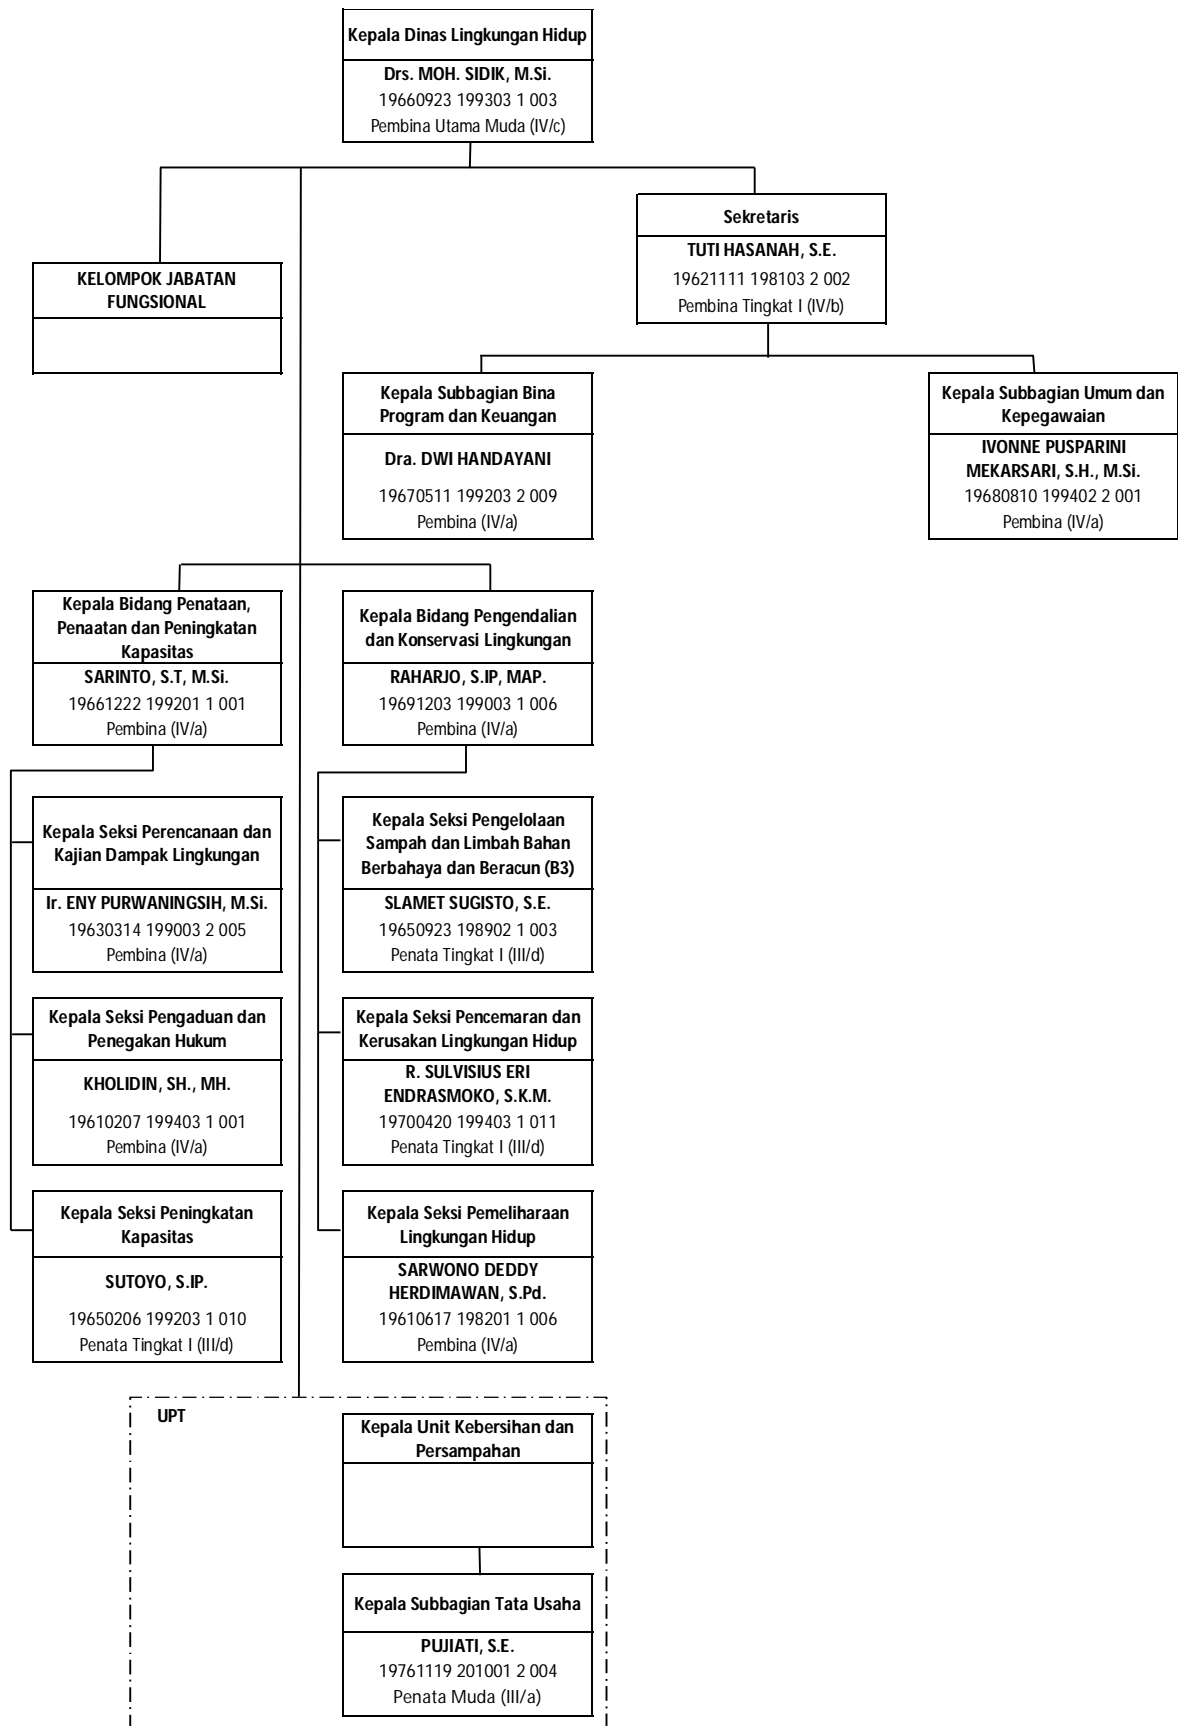 Kepala Dinas Lingkungan Hidup
Drs. MOH. SIDIK, M.Si.
19660923 199303 1 003
Pembina Utama Muda (IV/c)
Sekretaris
TUTI HASANAH, S.E.
19621111 198103 2 002
Pembina Tingkat I (IV/b)
KELOMPOK JABATAN
FUNGSIONAL
Kepala Subbagian Bina
Program dan Keuangan
Dra. DWI HANDAYANI
19670511 199203 2 009
Pembina (IV/a)
Kepala Subbagian Umum dan
Kepegawaian
IVONNE PUSPARINI
MEKARSARI, S.H., M.Si.
19680810 199402 2 001
Pembina (IV/a)
Kepala Bidang Penataan,
Penaatan dan Peningkatan
Kapasitas
SARINTO, S.T, M.Si.
19661222 199201 1 001
Pembina (IV/a)
Kepala Bidang Pengendalian
dan Konservasi Lingkungan
RAHARJO, S.IP, MAP.
19691203 199003 1 006
Pembina (IV/a)
Kepala Seksi Perencanaan dan
Kajian Dampak Lingkungan
Ir. ENY PURWANINGSIH, M.Si.
19630314 199003 2 005
Pembina (IV/a)
Kepala Seksi Pengelolaan
Sampah dan Limbah Bahan
Berbahaya dan Beracun (B3)
SLAMET SUGISTO, S.E.
19650923 198902 1 003
Penata Tingkat I (III/d)
Kepala Seksi Pengaduan dan
Penegakan Hukum
KHOLIDIN, SH., MH.
19610207 199403 1 001
Pembina (IV/a)
Kepala Seksi Pencemaran dan
Kerusakan Lingkungan Hidup
R. SULVISIUS ERI
ENDRASMOKO, S.K.M.
19700420 199403 1 011
Penata Tingkat I (III/d)
Kepala Seksi Peningkatan
Kapasitas
SUTOYO, S.IP.
19650206 199203 1 010
Penata Tingkat I (III/d)
Kepala Seksi Pemeliharaan
Lingkungan Hidup
SARWONO DEDDY
HERDIMAWAN, S.Pd.
19610617 198201 1 006
Pembina (IV/a)
UPT
Kepala Unit Kebersihan dan
Persampahan
Kepala Subbagian Tata Usaha
PUJIATI, S.E.
19761119 201001 2 004
Penata Muda (III/a)